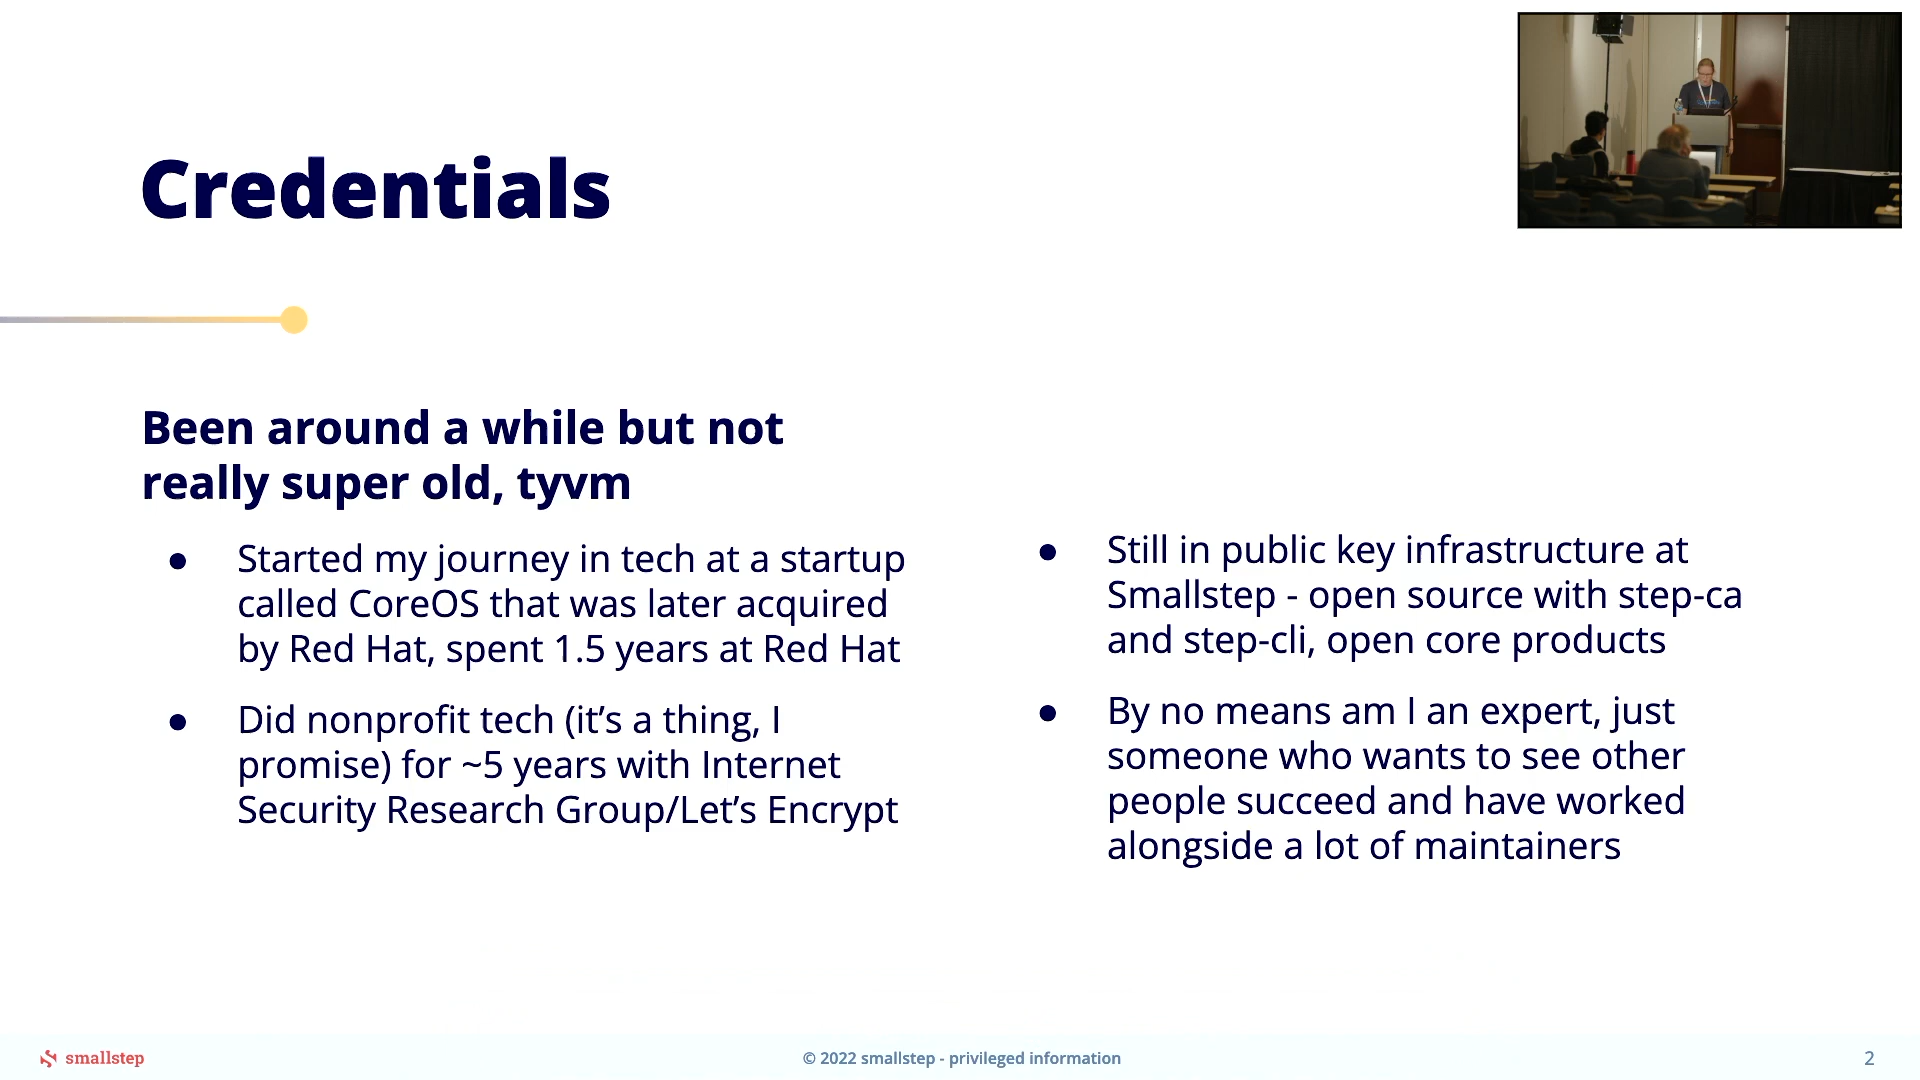 Credentials
Been around a while but not
really super old, tyvm
● Started my journey in tech at a startup
called CoreOS that was later acquired
by Red Hat, spent 1.5 years at Red Hat
● Did nonprofit tech (it’s a thing, I
promise) for ~5 years with Internet
Security Research Group/Let’s Encrypt
● Still in public key infrastructure at
Smallstep - open source with step-ca
and step-cli, open core products
● By no means am I an expert, just
someone who wants to see other
people succeed and have worked
alongside a lot of maintainers
smallstep
© 2022 smallstep - privileged information
2